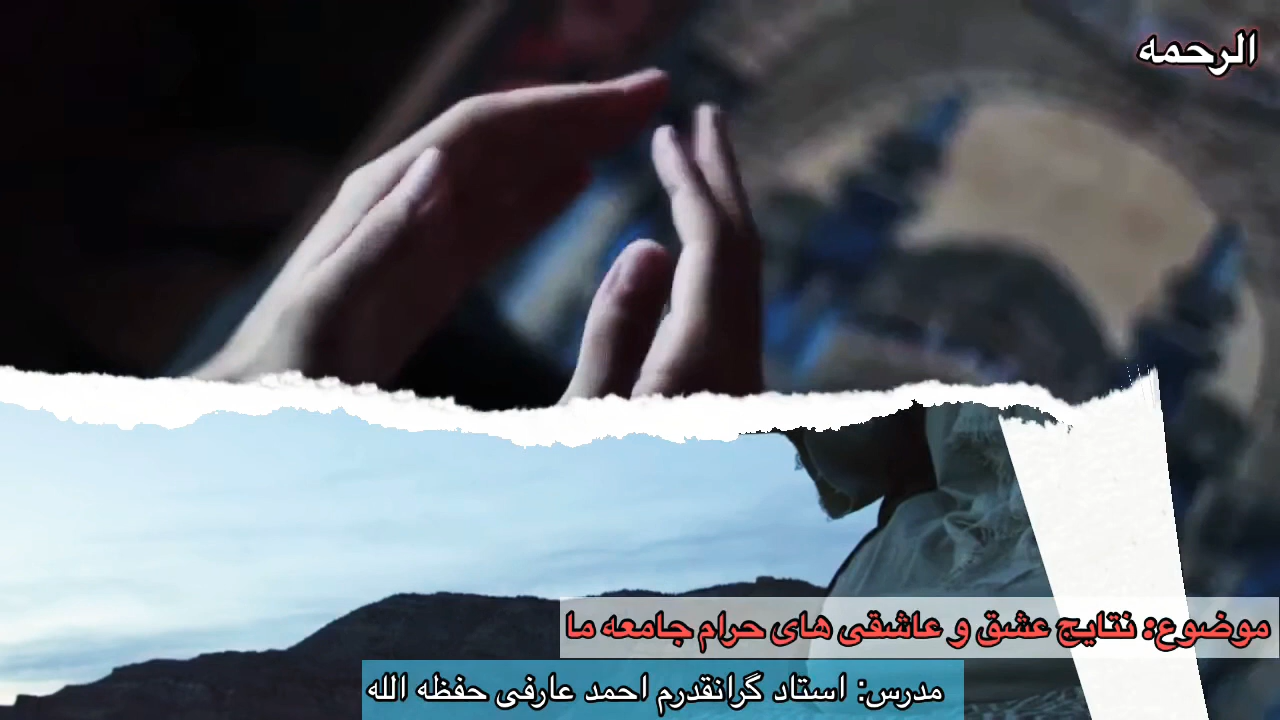 الرحمه
موضوع: نتایج عشق و عاشقی های حرام جامعه ما
مدرس: استاد گرانقدرم احمد عارفی حفظه الله